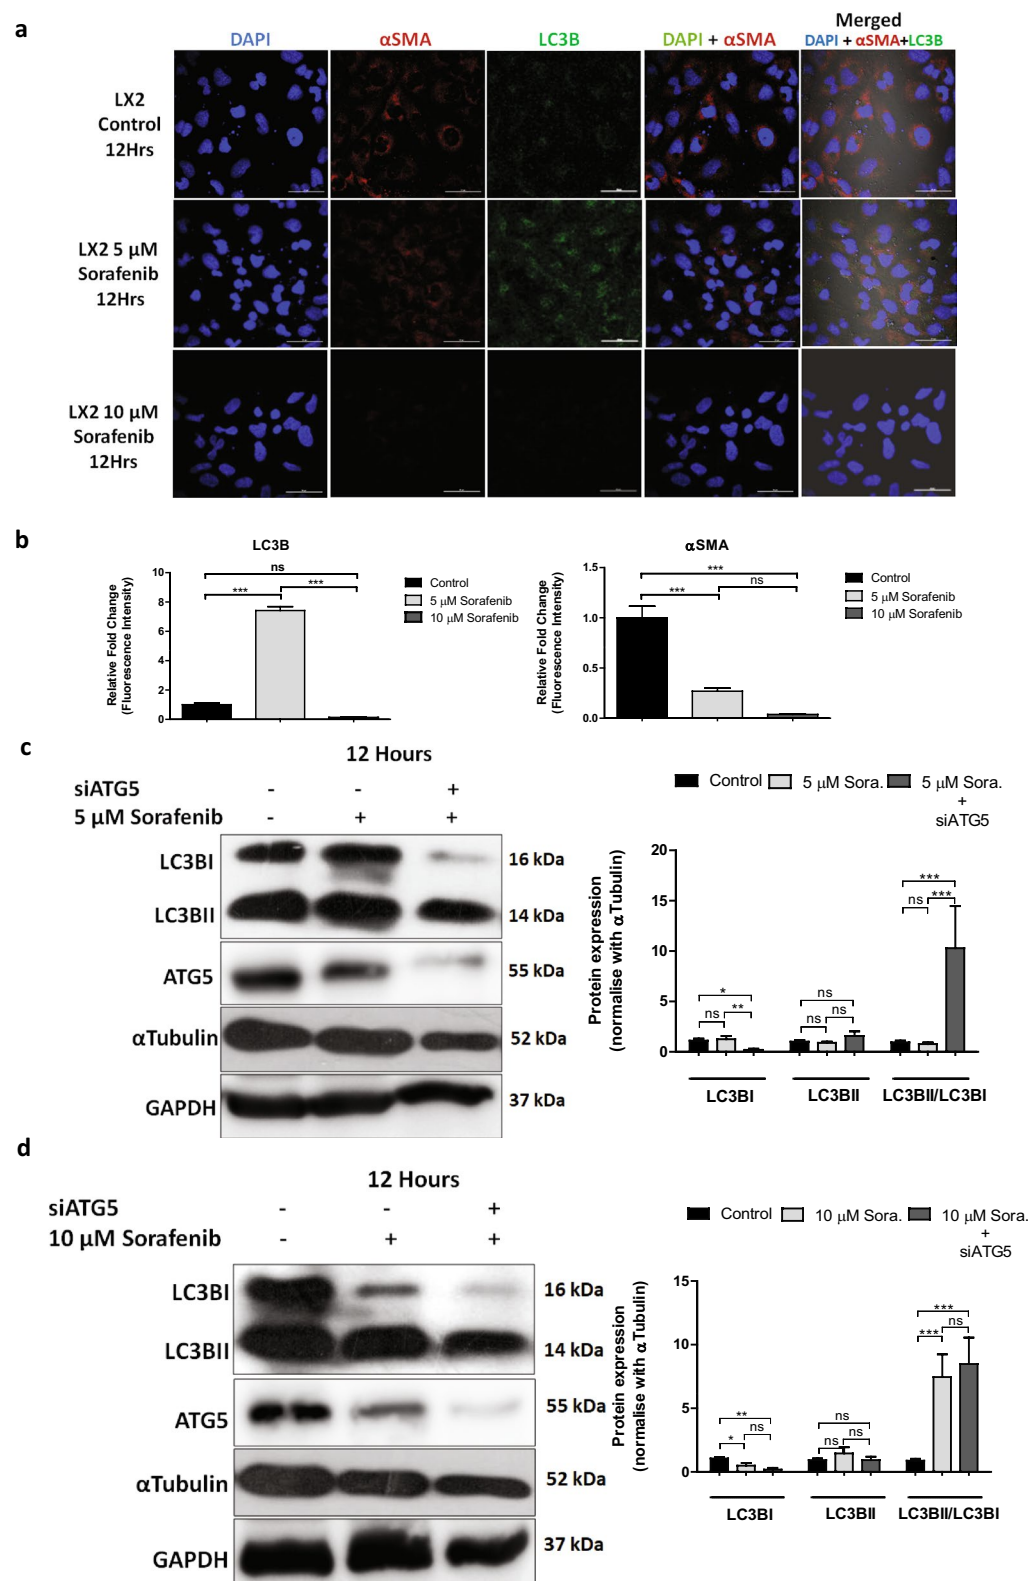 a
DAPI
αSMA
LC3B
DAPI + αSMA
Merged
DAPI + αSMA+LC3B
LX2
Control
12Hrs
LX2 5 µM
Sorafenib
12Hrs
LX2 10 µM
Sorafenib
12Hrs
b
LC3B
Relative Fold Change
(Fluorescence Intensity)
10
8
6
4
2
0
ns
***
***
Control
5 µM Sorafenib
10 µM Sorafenib
αSMA
Relative Fold Change
(Fluorescence Intensity)
1.5
1.0
0.5
0.0
***
***
ns
Control
5 µM Sorafenib
10 µM Sorafenib
c
12 Hours
siATG5 - - +
5 µM Sorafenib - + +
LC3BI
16 kDa
LC3BII
14 kDa
ATG5
55 kDa
αTubulin
52 kDa
GAPDH
37 kDa
Control
5 µM Sora.
5 µM Sora.
+
siATG5
Protein expression
(normalise with αTubulin)
20
15
10
5
0
*
ns
**
ns
ns
ns
***
ns
***
LC3BI
LC3BII
LC3BII/LC3BI
d
12 Hours
siATG5 - - +
10 µM Sorafenib - + +
LC3BI
16 kDa
LC3BII
14 kDa
ATG5
55 kDa
αTubulin
52 kDa
GAPDH
37 kDa
Control
10 µM Sora.
10 µM Sora.
+
siATG5
Protein expression
(normalise with αTubulin)
15
10
5
0
**
*
ns
ns
ns
ns
***
***
ns
LC3BI
LC3BII
LC3BII/LC3BI